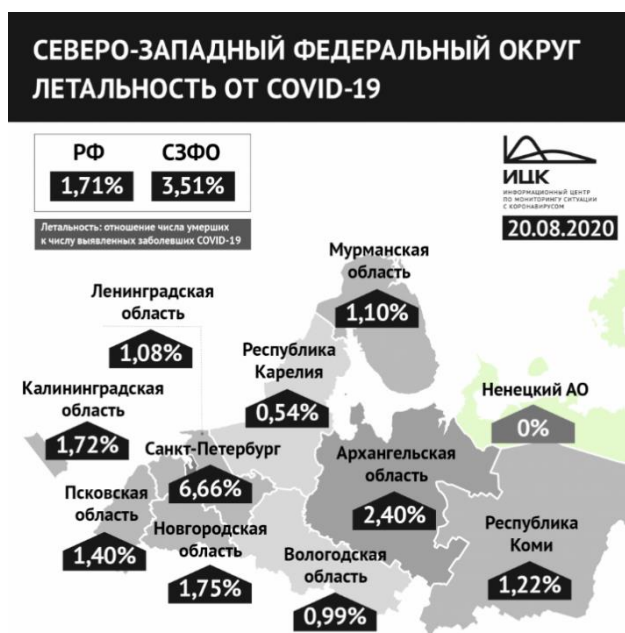 СЕВЕРО-ЗАПАДНЫЙ ФЕДЕРАЛЬНЫЙ ОКРУГ
ЛЕТАЛЬНОСТЬ ОТ COVID-19
РФ
1,71%
СЗФО
3,51%
Летальность: отношение числа умерших
к числу выявленных заболевших COVID-19
ИЦК
ИНФОРМАЦИОННЫЙ ЦЕНТР
ПО МОНИТОРИНГУ СИТУАЦИИ
С КОРОНАВИРУСОМ
20.08.2020
Мурманская
область
1,10%
Ленинградская
область
1,08%
Республика
Карелия
0,54%
Ненецкий АО
0%
Калининградская
область
1,72%
Санкт-Петербург
6,66%
Архангельская
область
2,40%
Псковская
область
1,40%
Новгородская
область
1,75%
Вологодская
область
0,99%
Республика
Коми
1,22%